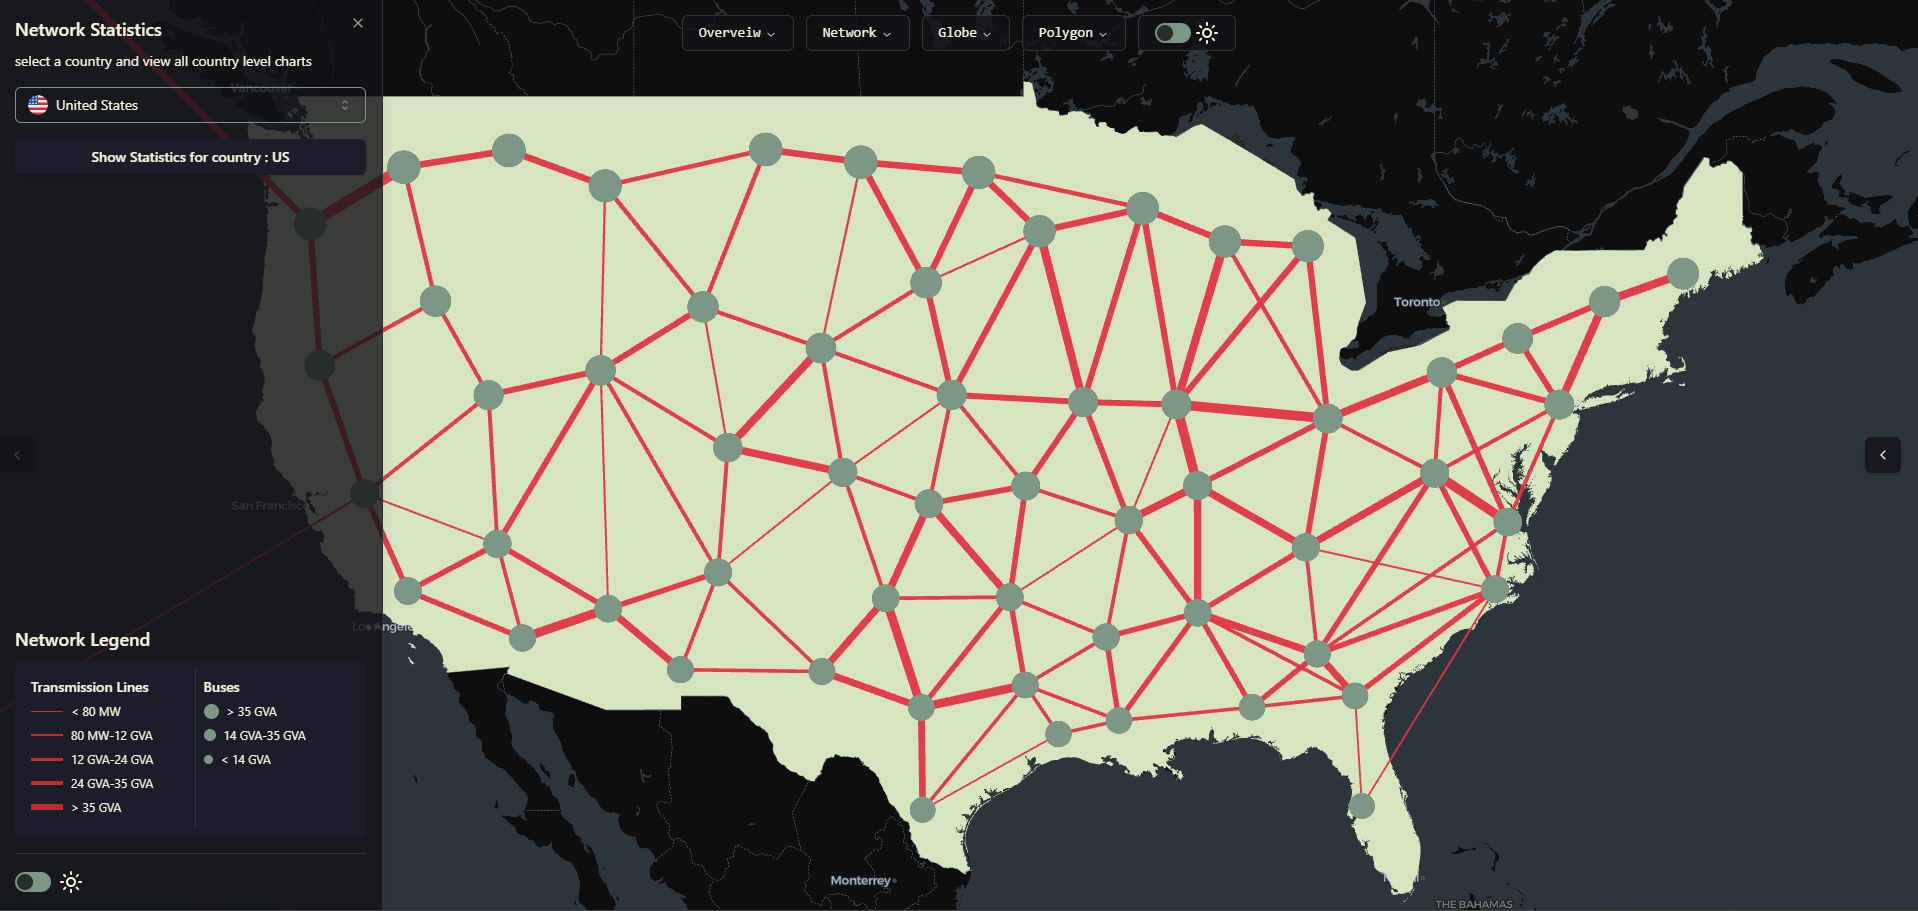 Network Statistics
select a country and view all country level charts
Vancouver
United States
Show Statistics for country : US
Overveiw
Network
Globe
Polygon
Toronto
San Francisco
Los Angeles
Network Legend
Transmission Lines
< 80 MW
80 MW-12 GVA
12 GVA-24 GVA
24 GVA-35 GVA
> 35 GVA
Buses
> 35 GVA
14 GVA-35 GVA
< 14 GVA
Monterrey
THE BAHAMAS